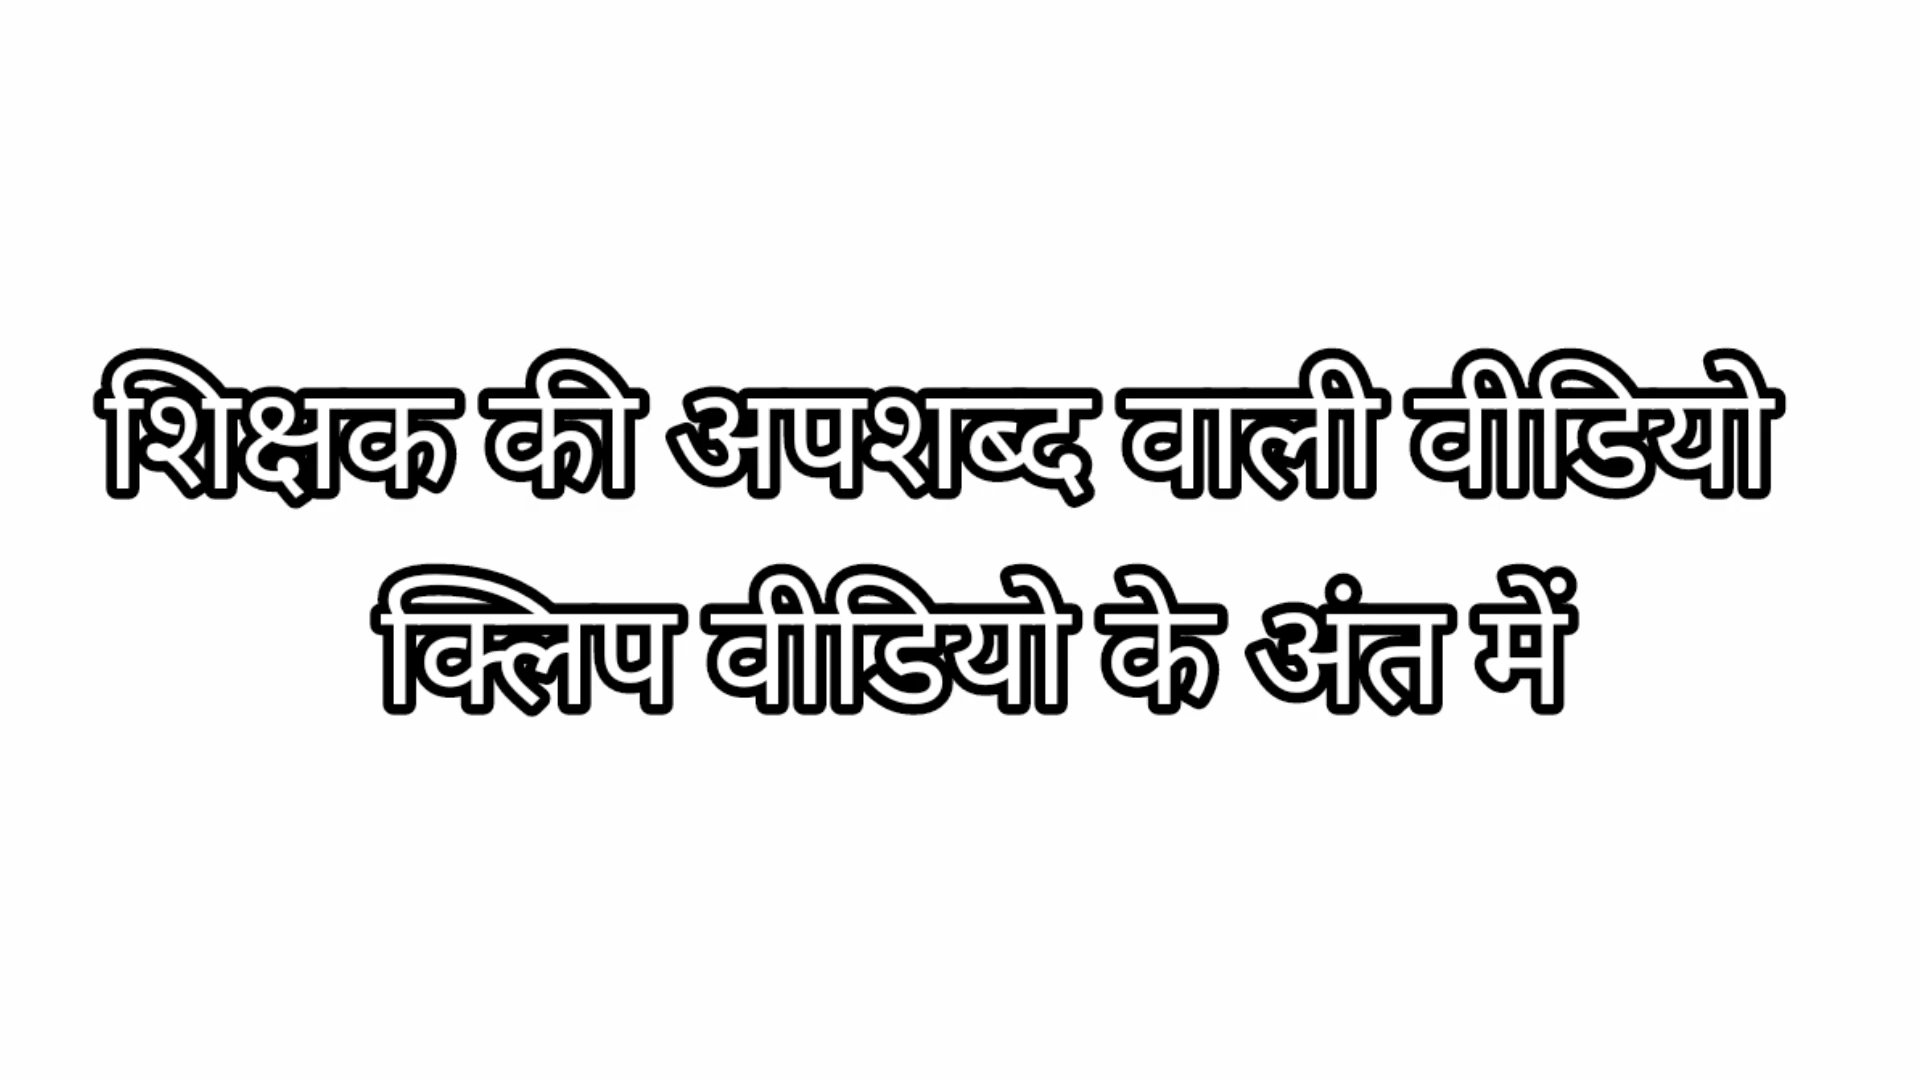 शिक्षक की अपशब्द वाली वीडियो
क्लिप वीडियो के अंत में